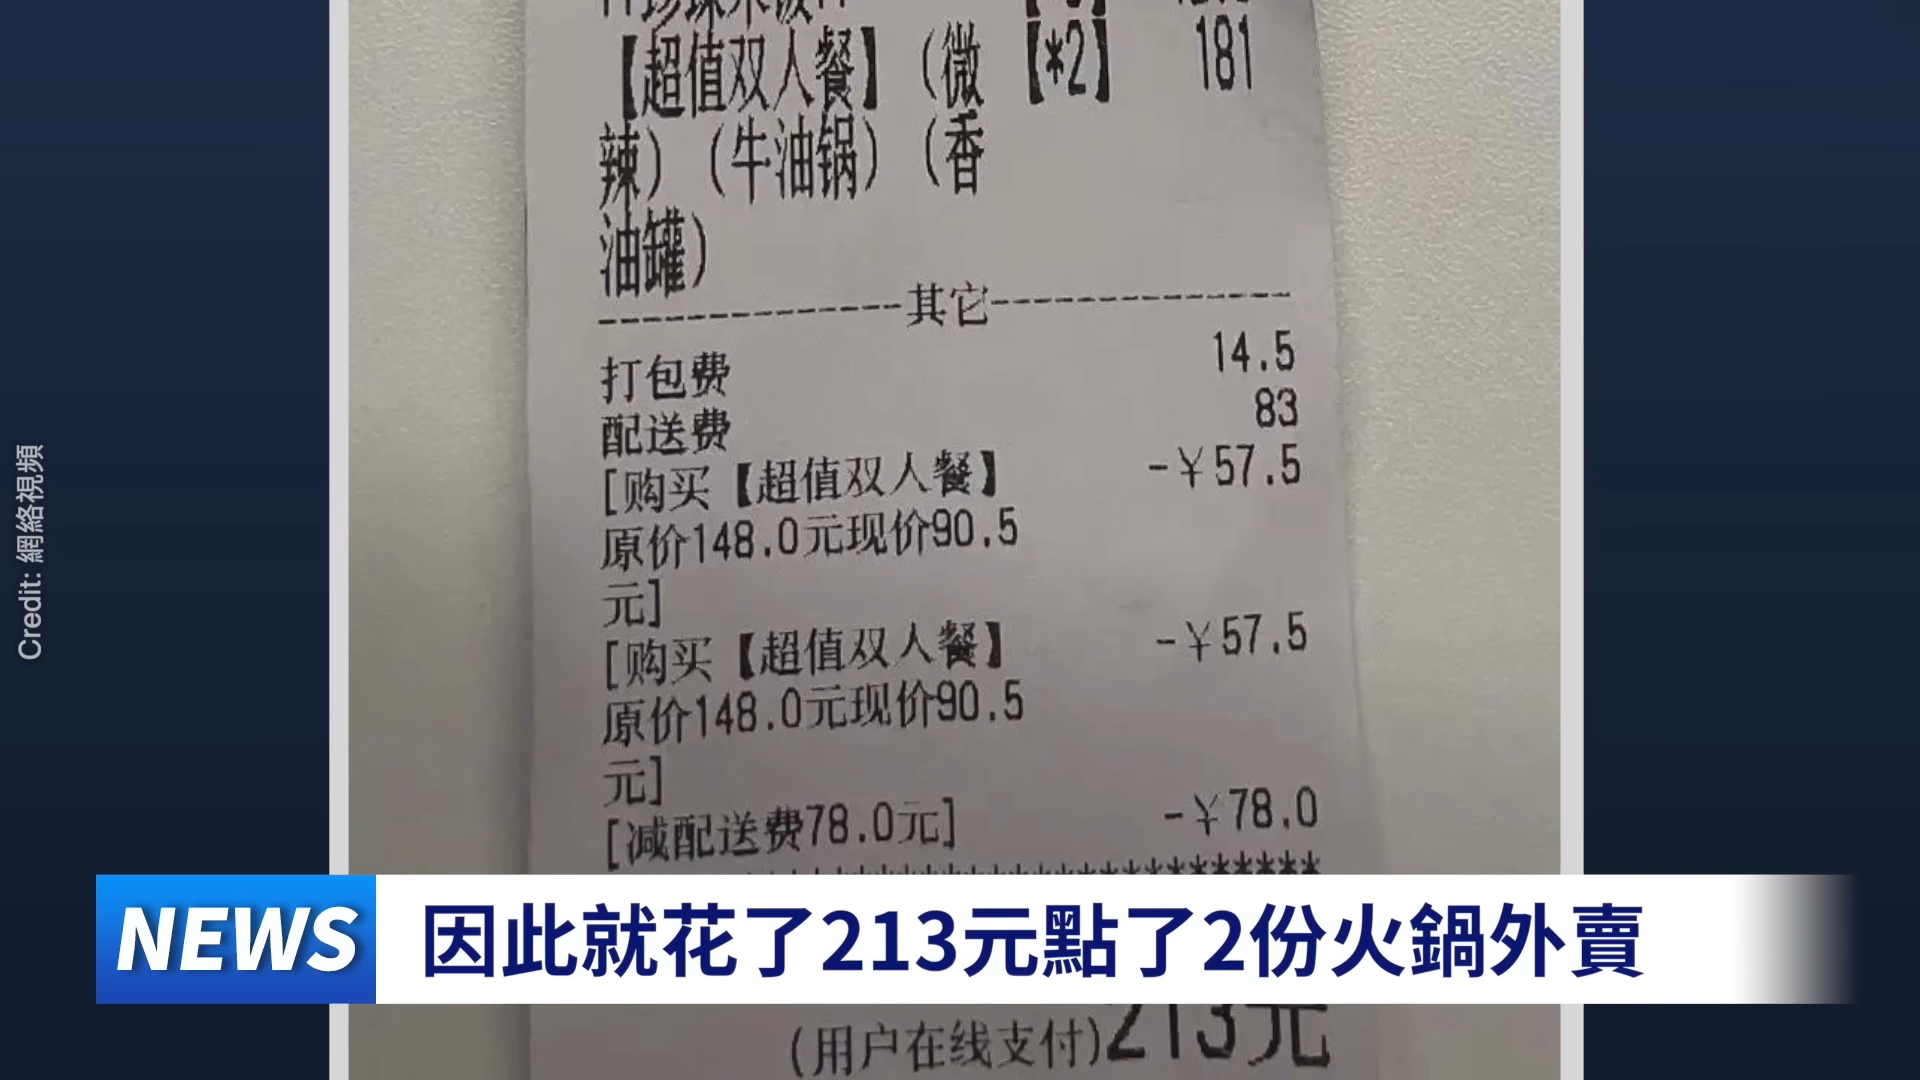 【超值双人餐】（微 【*2】 181
辣）（牛油锅）（香
油罐）
--------------其它--------------
打包费 14.5
配送费 83
[购买【超值双人餐】 -￥57.5
原价148.0元现价90.5
元]
[购买【超值双人餐】 -￥57.5
原价148.0元现价90.5
元]
[减配送费78.0元] -￥78.0
Credit: 網絡視頻
NEWS 因此就花了213元點了2份火鍋外賣
(用户在线支付)213元